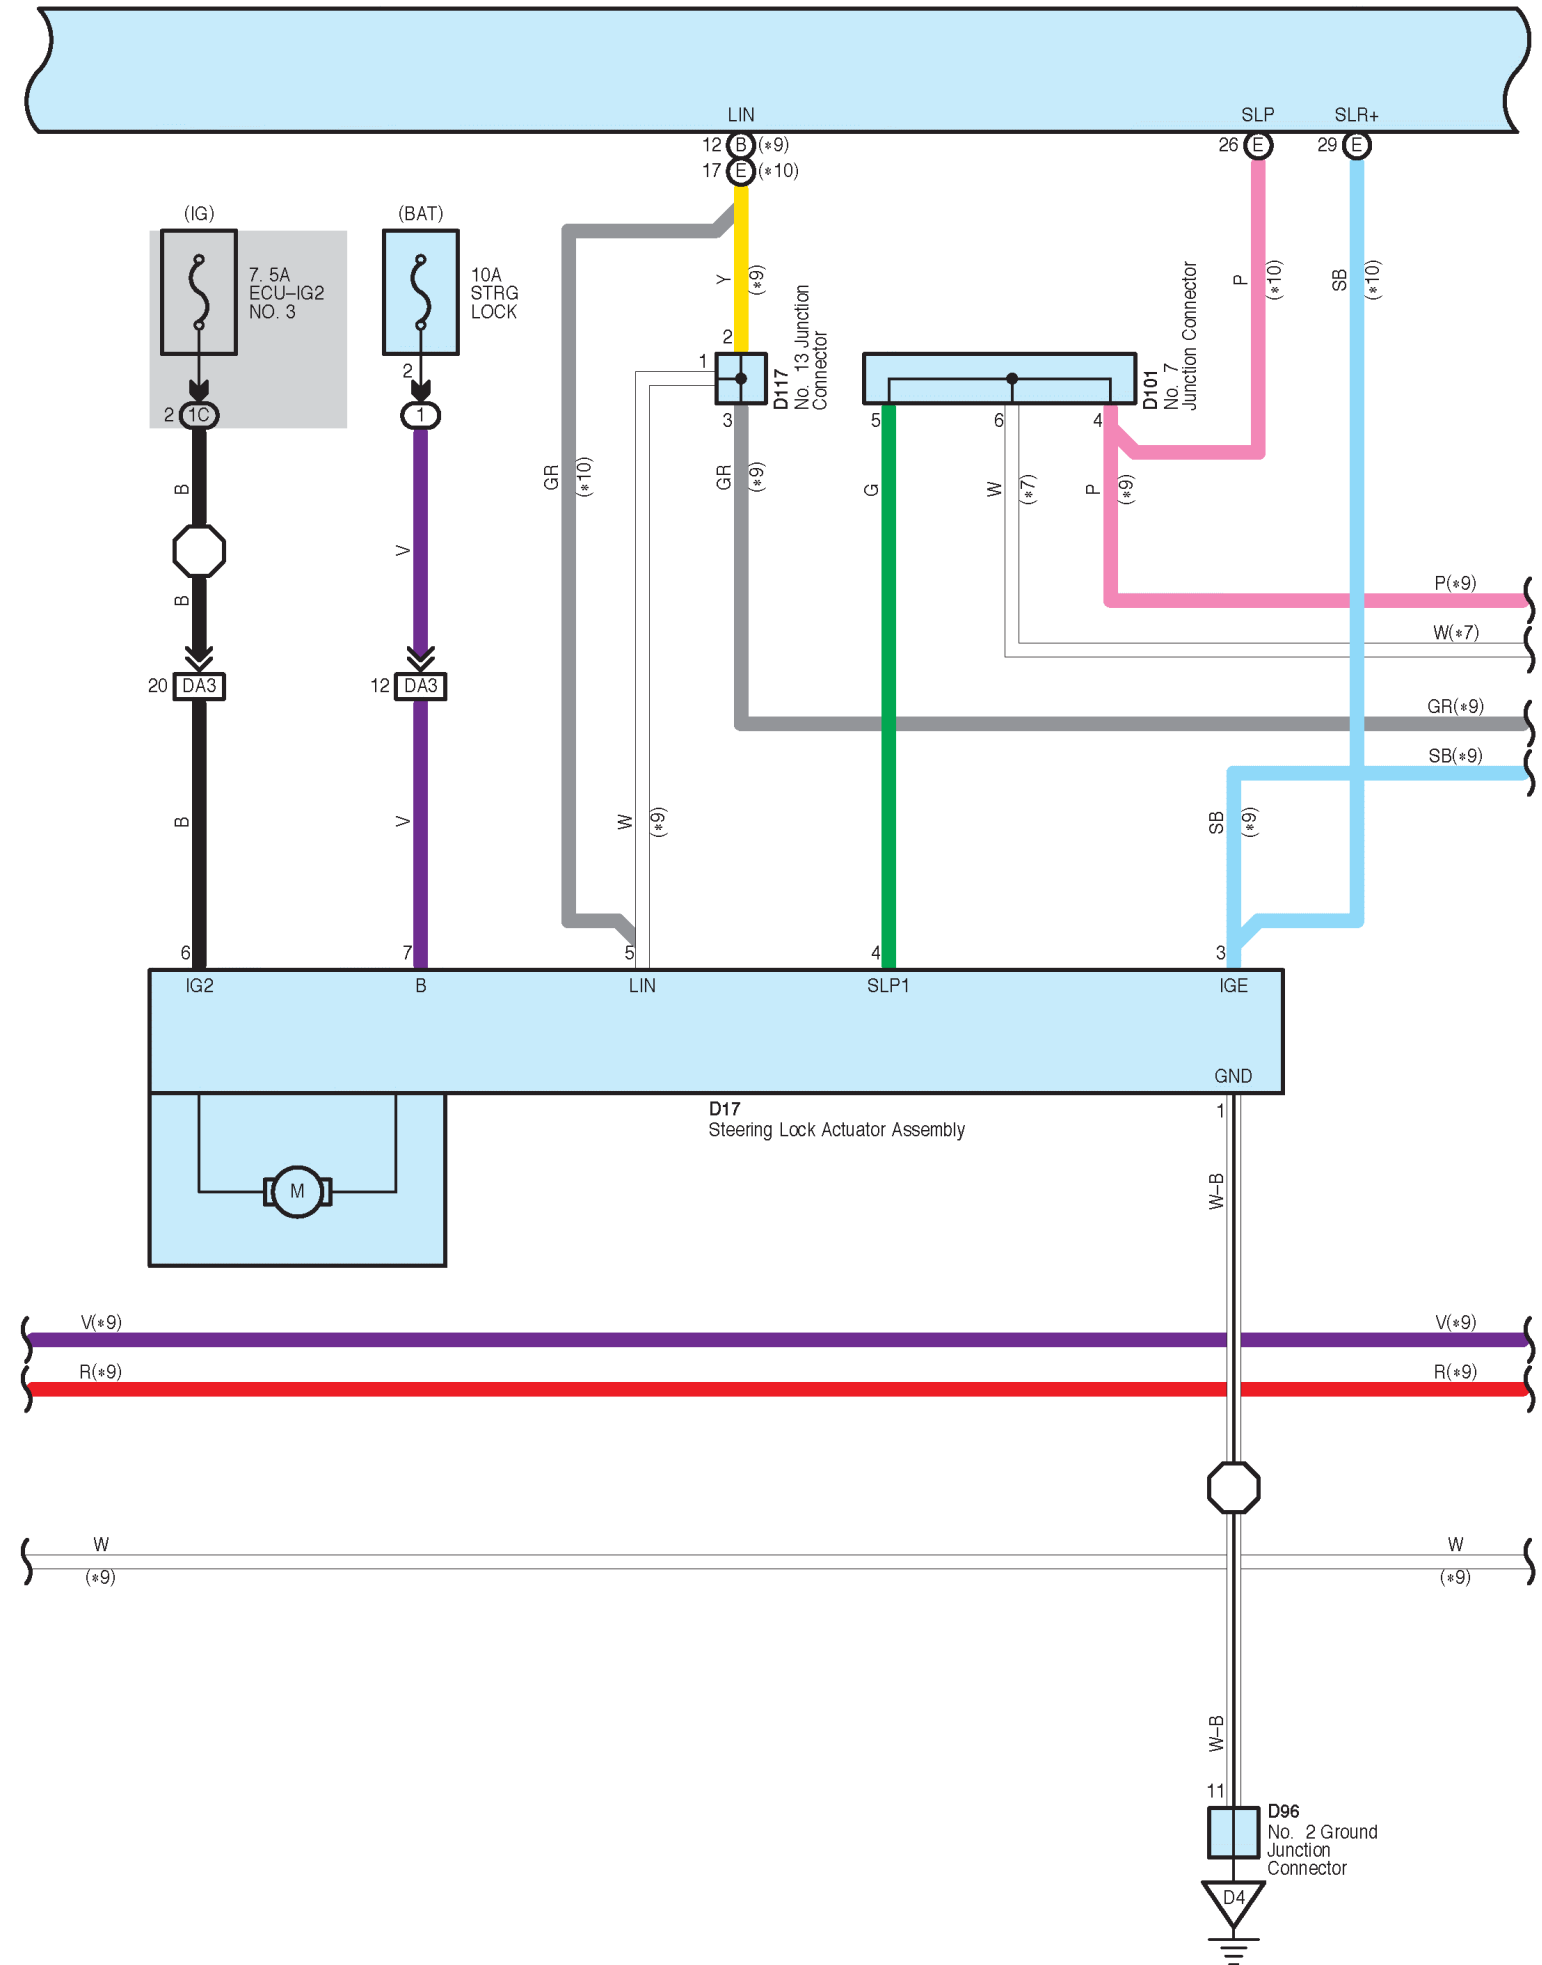 LIN
SLP
SLR+
12 B (*9)
17 E (*10)
26 E
29 E
(IG)
(BAT)
7. 5A
ECU–IG2
NO. 3
10A
STRG
LOCK
2 1C
2
1
Y
(*9)
P
(*10)
SB
(*10)
1
2
3
D117
No. 13 Junction
Connector
5
6
4
D101
No. 7
Junction Connector
B
GR
(*10)
GR
(*9)
G
W
(*7)
P
(*9)
V
B
P(*9)
W(*7)
20 DA3
12 DA3
GR(*9)
SB(*9)
B
V
W
(*9)
SB
(*9)
6
7
5
4
3
IG2
B
LIN
SLP1
IGE
GND
D17
Steering Lock Actuator Assembly
1
M
W–B
V(*9)
V(*9)
R(*9)
R(*9)
W
(*9)
W
(*9)
W–B
11
D96
No. 2 Ground
Junction
Connector
D4